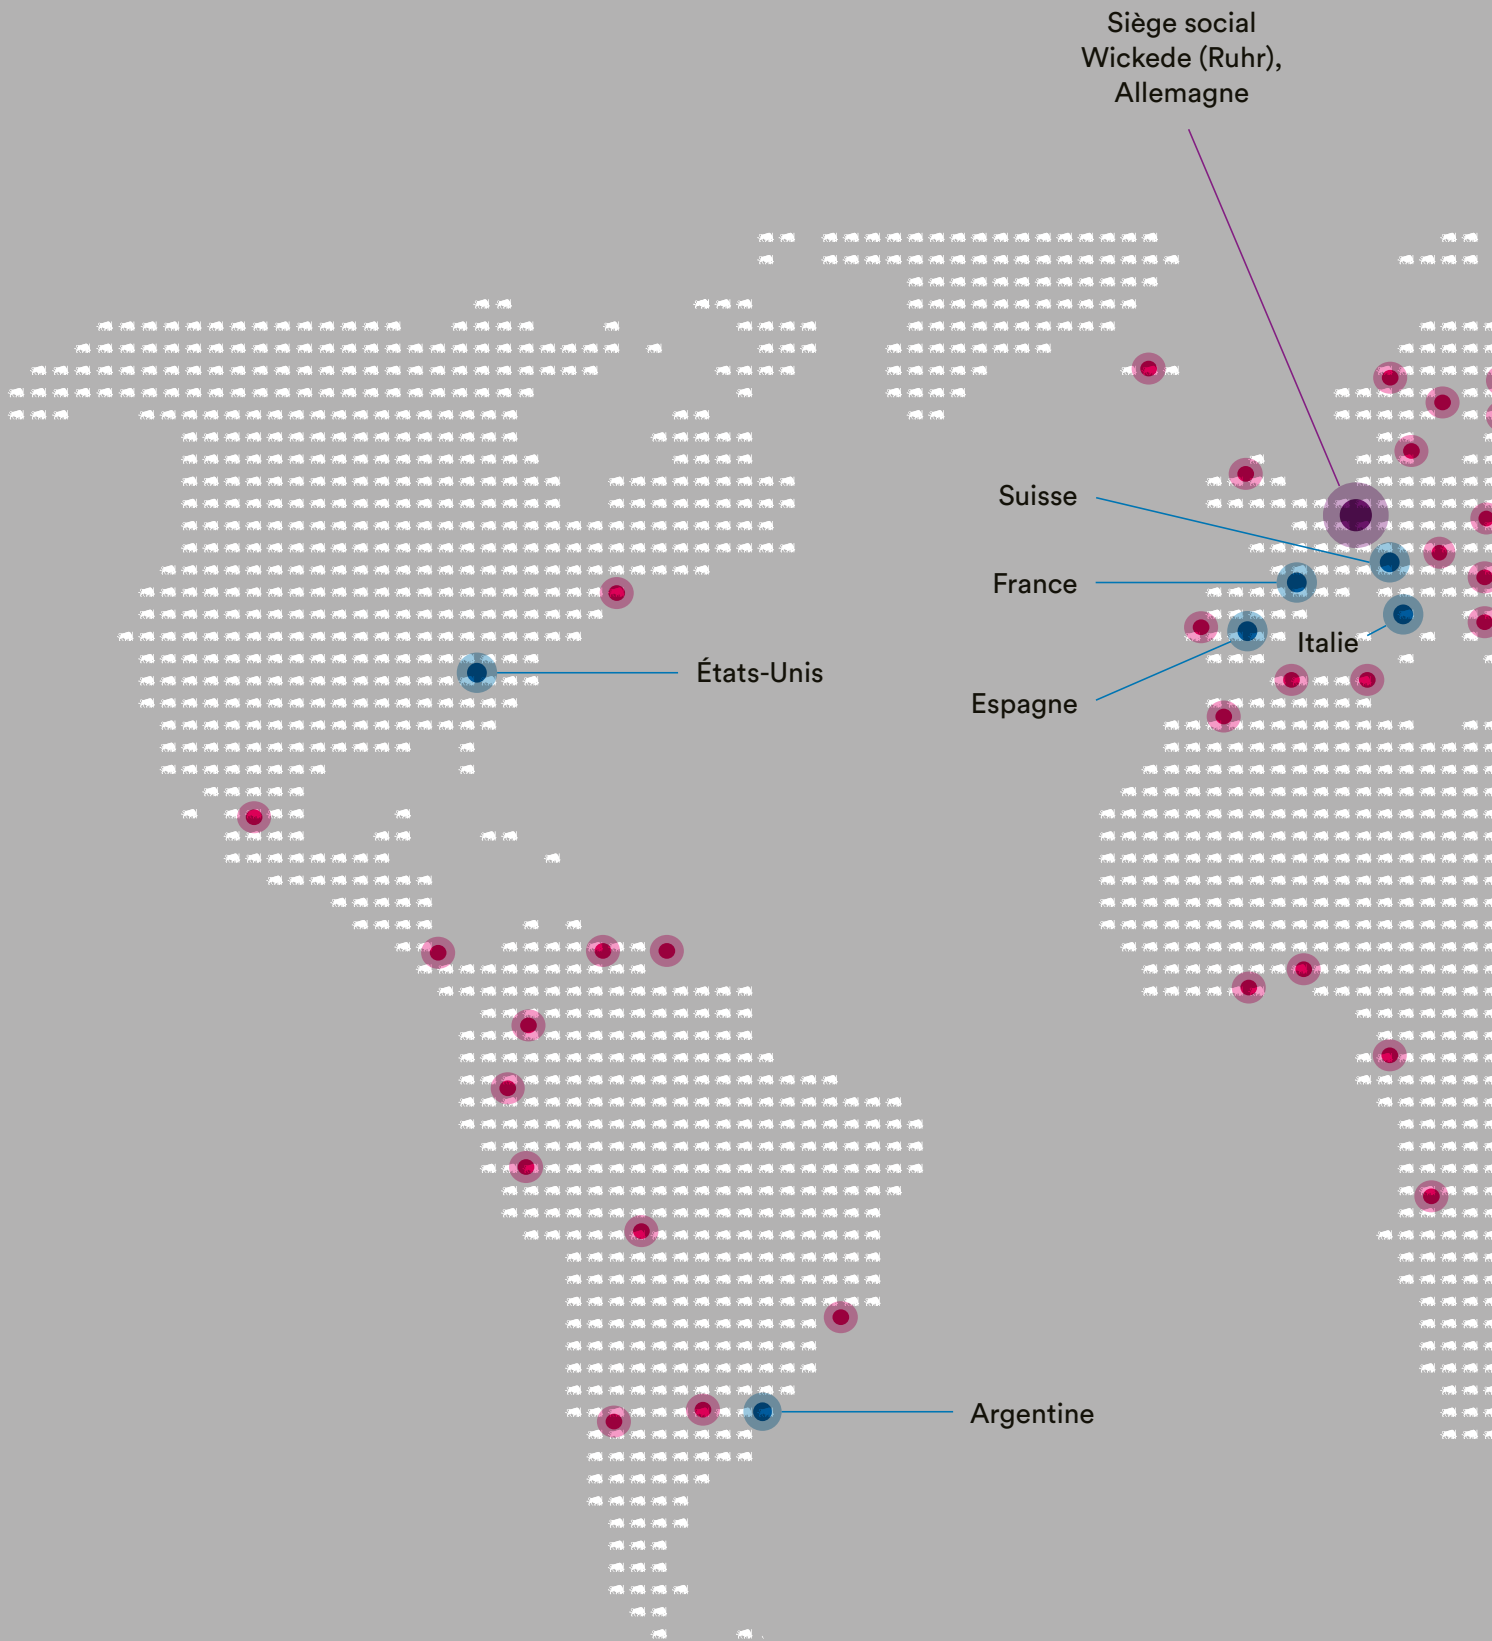 Siège social
Wickede (Ruhr),
Allemagne
Suisse
France
Italie
États-Unis
Espagne
Argentine